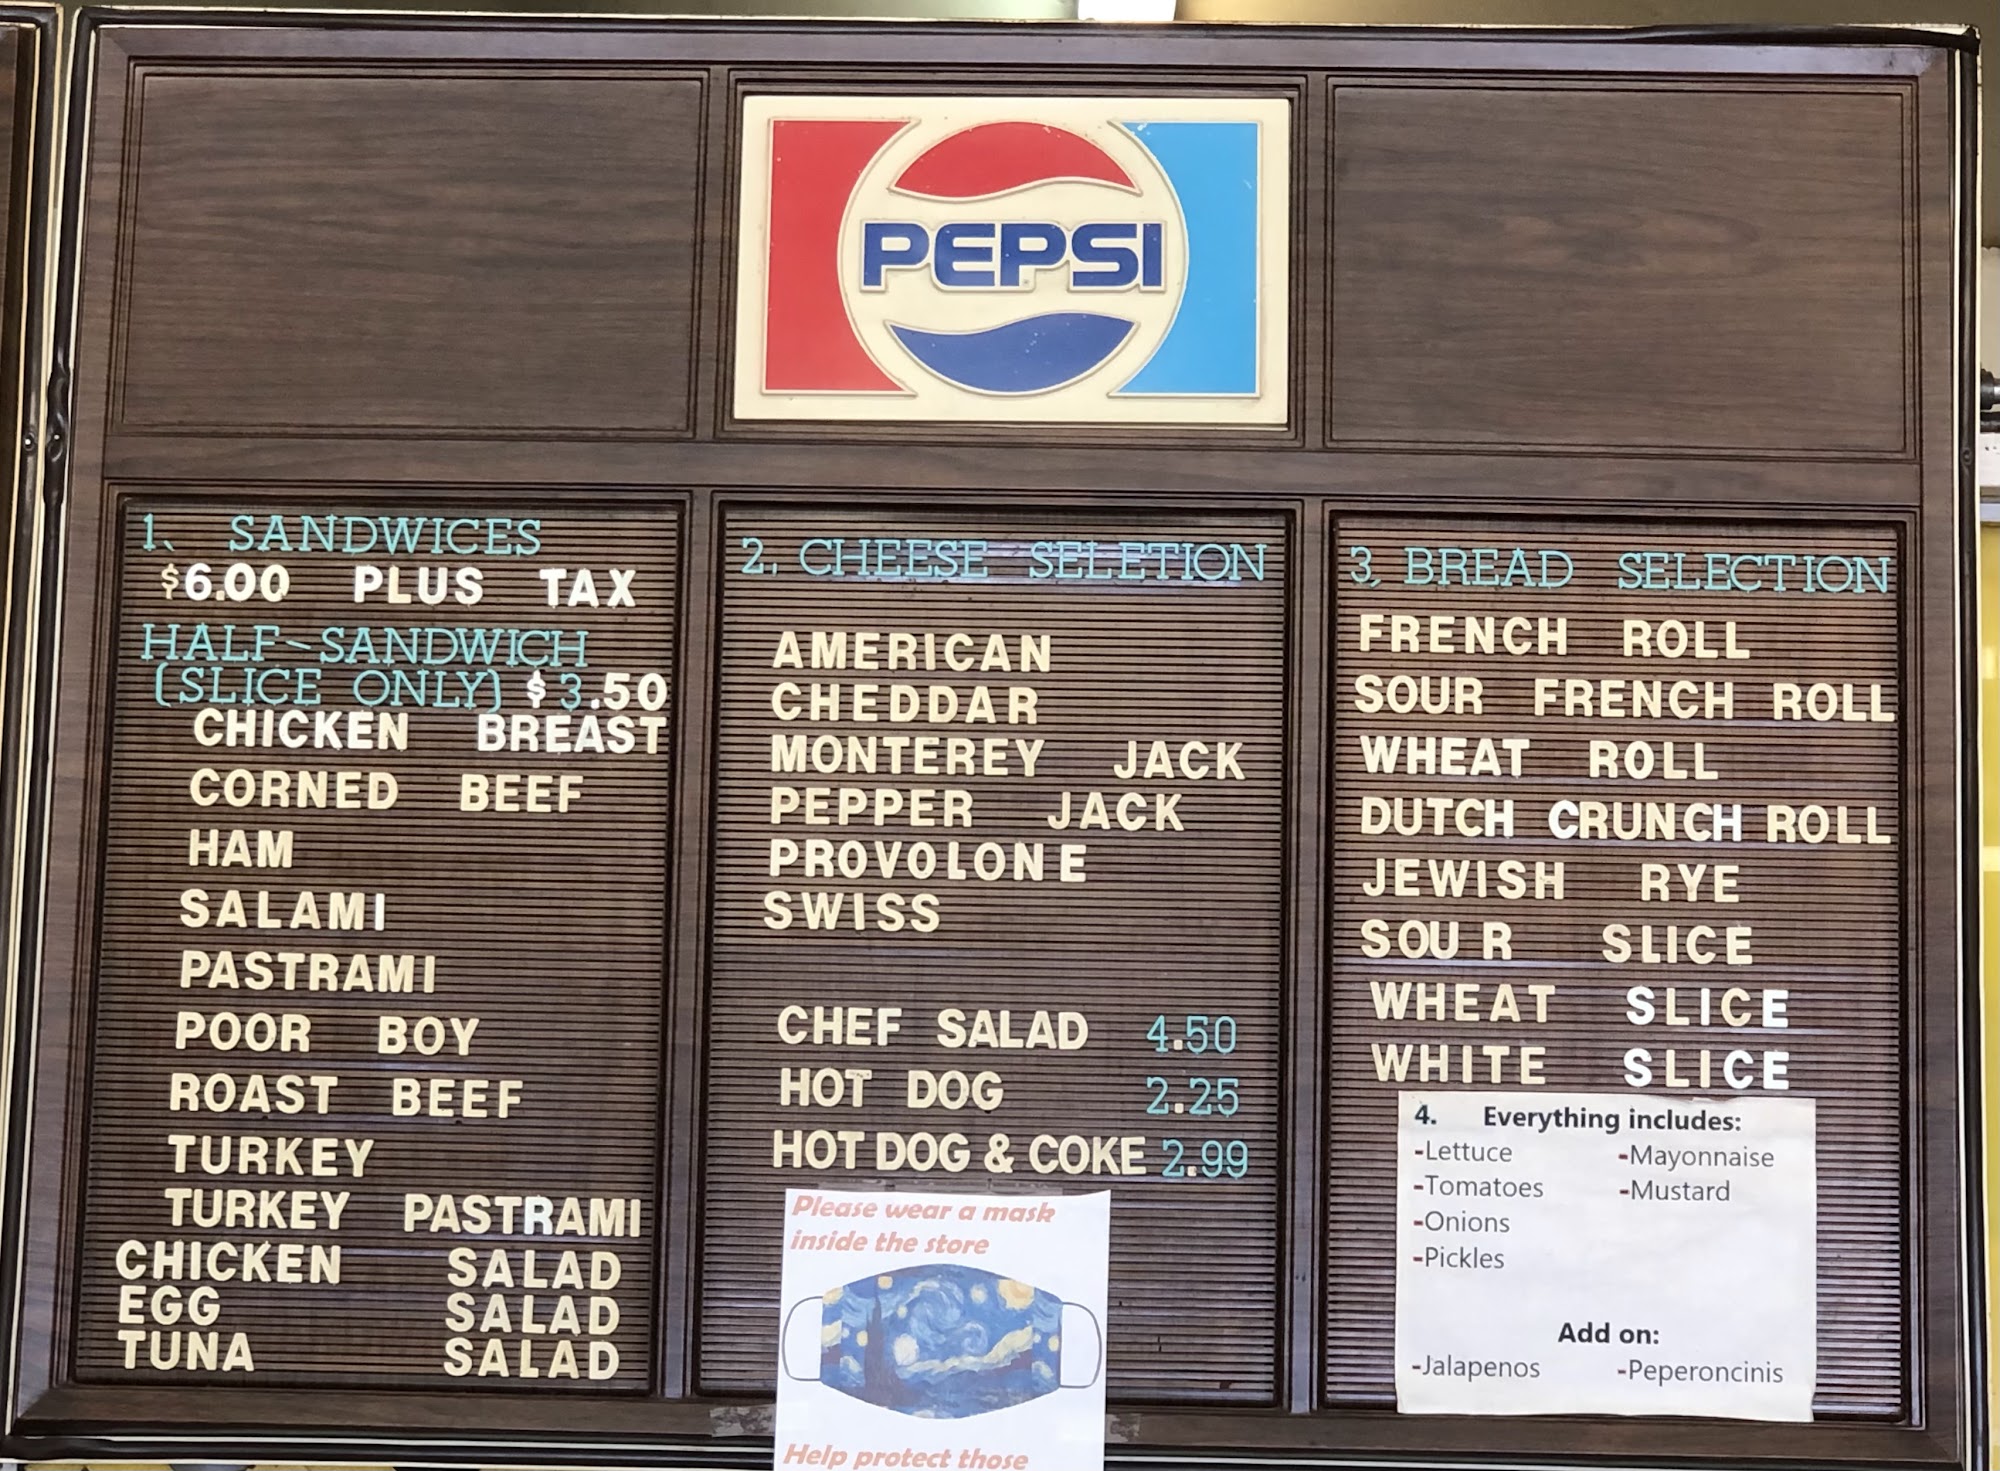 PEPSI
1. SANDWICES
$6.00 PLUS TAX
HALF-SANDWICH
(SLICE ONLY) $3.50
CHICKEN BREAST
CORNED BEEF
HAM
SALAMI
PASTRAMI
POOR BOY
ROAST BEEF
TURKEY
TURKEY PASTRAMI
CHICKEN SALAD
EGG SALAD
TUNA SALAD
2. CHEESE SELETION
AMERICAN
CHEDDAR
MONTEREY JACK
PEPPER JACK
PROVOLONE
SWISS
CHEF SALAD 4.50
HOT DOG 2.25
HOT DOG & COKE 2.99
Please wear a mask
inside the store
Help protect those
3. BREAD SELECTION
FRENCH ROLL
SOUR FRENCH ROLL
WHEAT ROLL
DUTCH CRUNCH ROLL
JEWISH RYE
SOUR SLICE
WHEAT SLICE
WHITE SLICE
4. Everything includes:
-Lettuce -Mayonnaise
-Tomatoes -Mustard
-Onions
-Pickles
Add on:
-Jalapenos -Peperoncinis